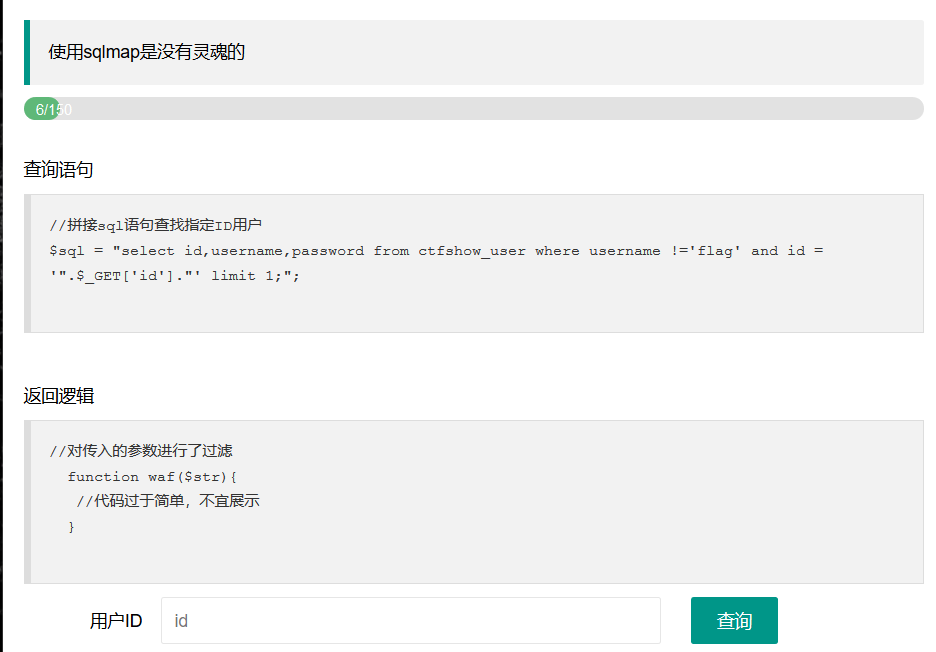 使用sqlmap是没有灵魂的
6/150
查询语句
//拼接sql语句查找指定ID用户
$sql = "select id,username,password from ctfshow_user where username !='flag' and id =
'".$_GET['id']."' limit 1;";
返回逻辑
//对传入的参数进行了过滤
function waf($str){
//代码过于简单，不宜展示
}
用户ID id 查询